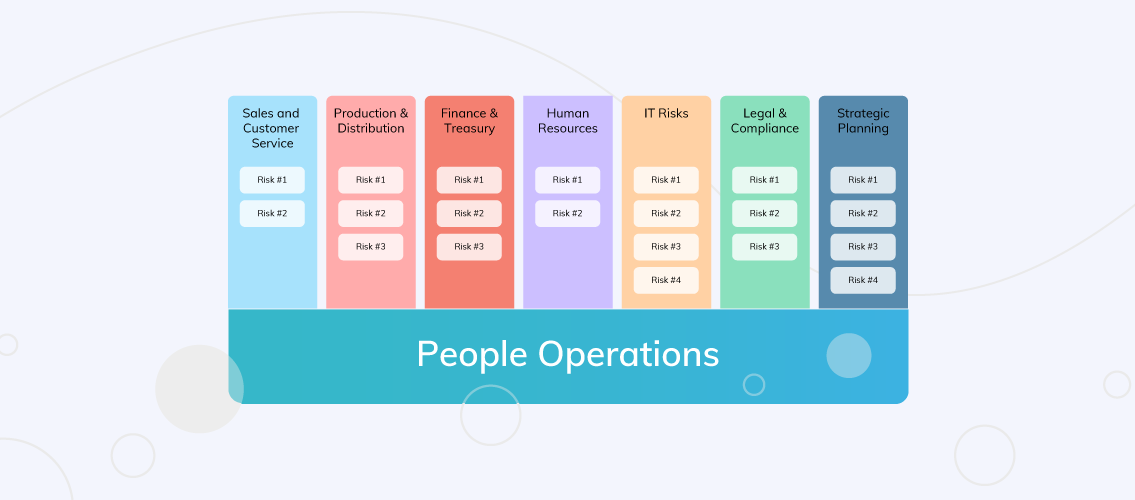 Sales and
Customer
Service
Risk #1
Risk #2
Production &
Distribution
Risk #1
Risk #2
Risk #3
Finance &
Treasury
Risk #1
Risk #2
Risk #3
Human
Resources
Risk #1
Risk #2
IT Risks
Risk #1
Risk #2
Risk #3
Risk #4
Legal &
Compliance
Risk #1
Risk #2
Risk #3
Strategic
Planning
Risk #1
Risk #2
Risk #3
Risk #4
People Operations